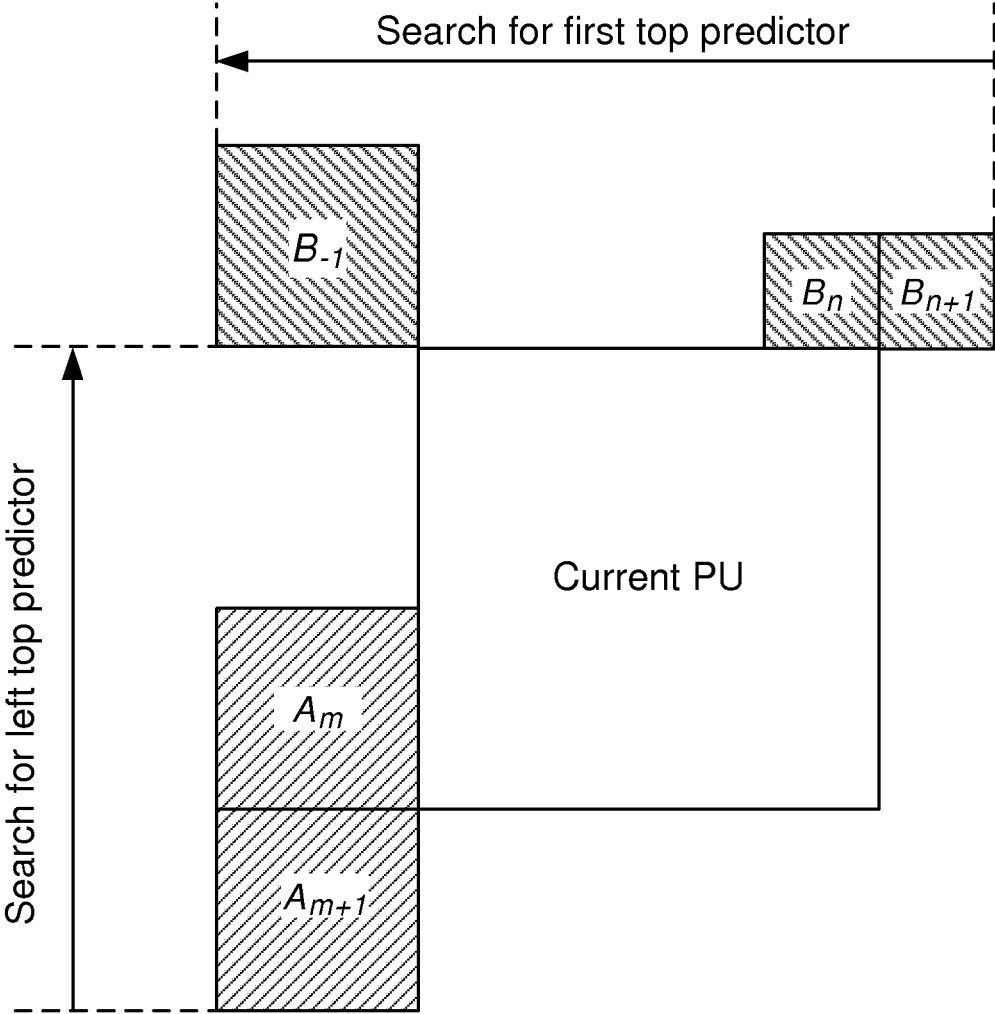 Search for first top predictor
B-1
Bn
Bn+1
Search for left top predictor
Current PU
Am
Am+1